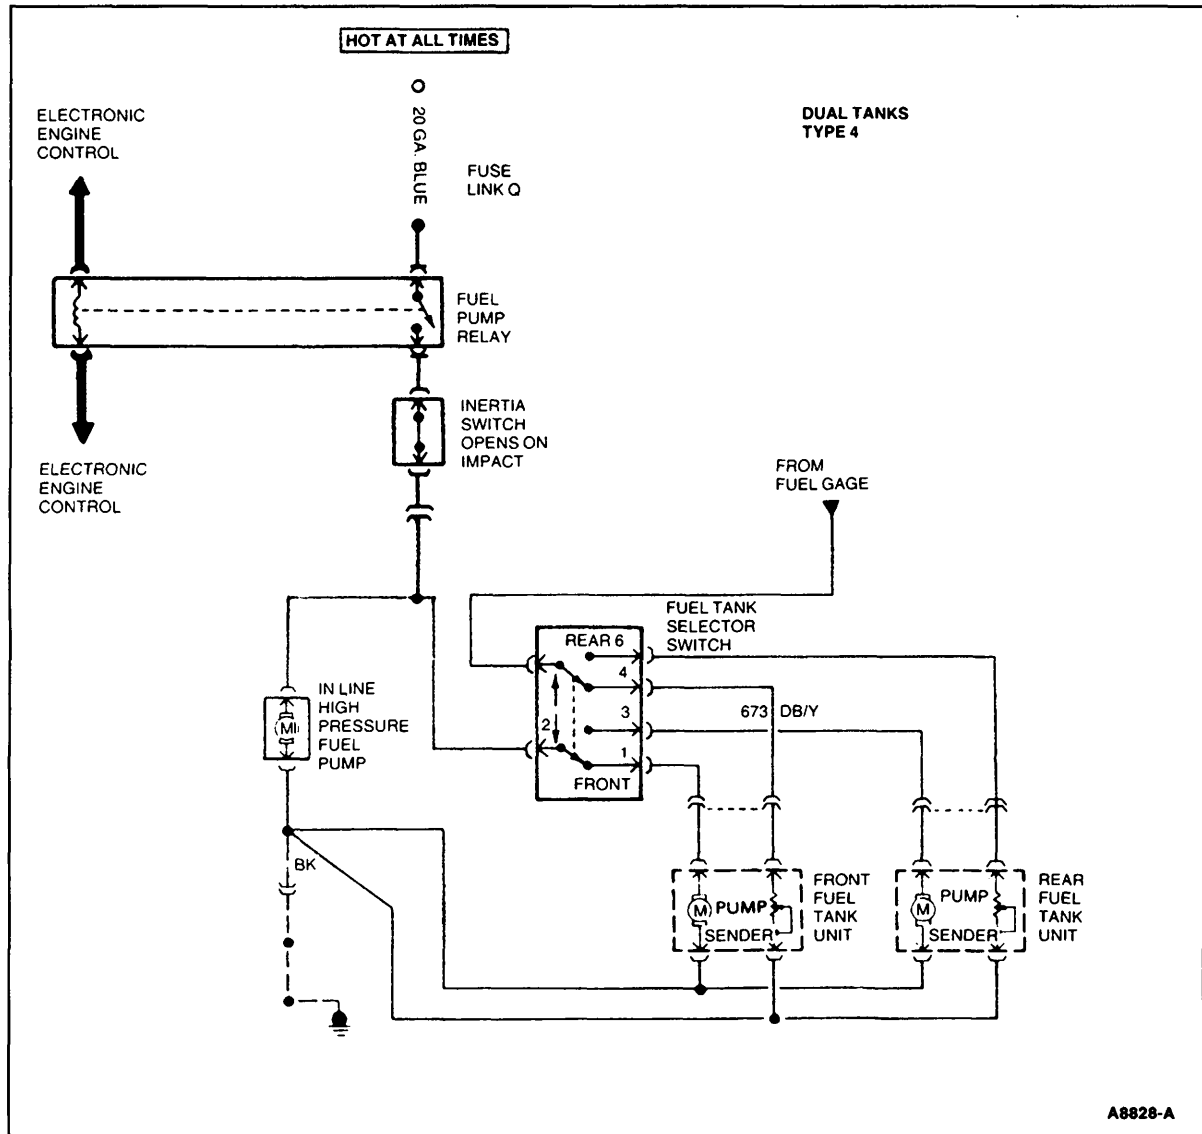 HOT AT ALL TIMES
ELECTRONIC
ENGINE
CONTROL
20 GA. BLUE
FUSE
LINK Q
DUAL TANKS
TYPE 4
FUEL
PUMP
RELAY
INERTIA
SWITCH
OPENS ON
IMPACT
ELECTRONIC
ENGINE
CONTROL
FROM
FUEL GAGE
FUEL TANK
SELECTOR
SWITCH
REAR 6
4
3
2
1
FRONT
673 DB/Y
IN LINE
HIGH
PRESSURE
FUEL
PUMP
M
BK
M
PUMP
SENDER
FRONT
FUEL
TANK
UNIT
M
PUMP
SENDER
REAR
FUEL
TANK
UNIT
A8828-A